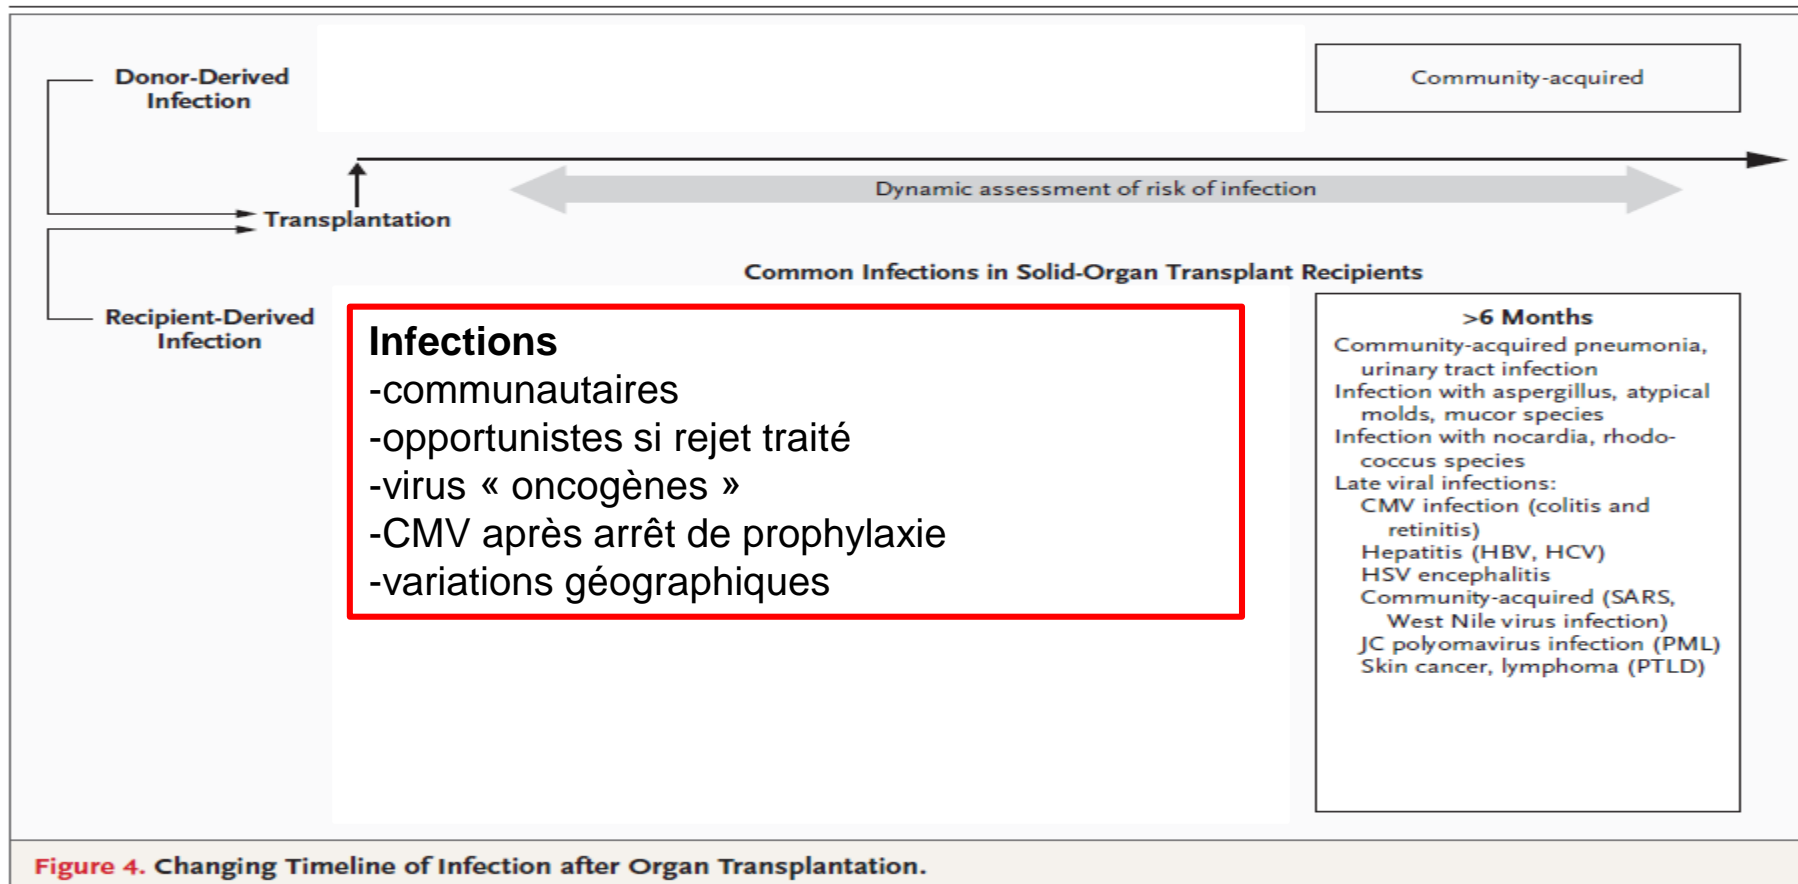 Donor-Derived
Infection
Community-acquired
Dynamic assessment of risk of infection
Transplantation
Common Infections in Solid-Organ Transplant Recipients
Recipient-Derived
Infection
Infections
-communautaires
-opportunistes si rejet traité
-virus « oncogènes »
-CMV après arrêt de prophylaxie
-variations géographiques
>6 Months
Community-acquired pneumonia,
urinary tract infection
Infection with aspergillus, atypical
molds, mucor species
Infection with nocardia, rhodo-
coccus species
Late viral infections:
CMV infection (colitis and
retinitis)
Hepatitis (HBV, HCV)
HSV encephalitis
Community-acquired (SARS,
West Nile virus infection)
JC polyomavirus infection (PML)
Skin cancer, lymphoma (PTLD)
Figure 4. Changing Timeline of Infection after Organ Transplantation.